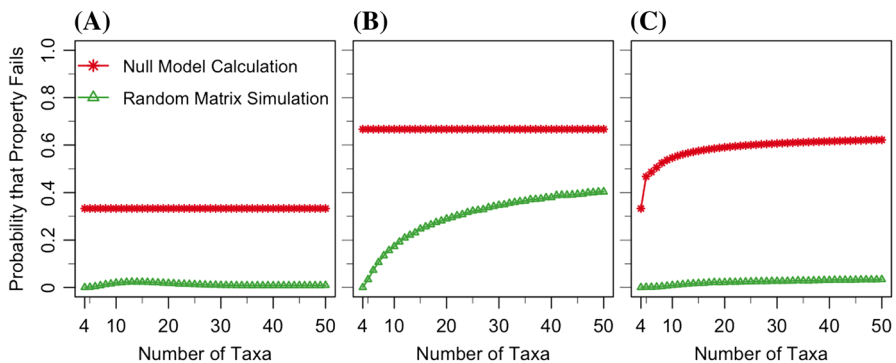 (A) (B) (C)
Probability that Property Fails
1.0
0.8
0.6
0.4
0.2
0
Null Model Calculation
Random Matrix Simulation
4 10 20 30 40 50
4 10 20 30 40 50
4 10 20 30 40 50
Number of Taxa
Number of Taxa
Number of Taxa